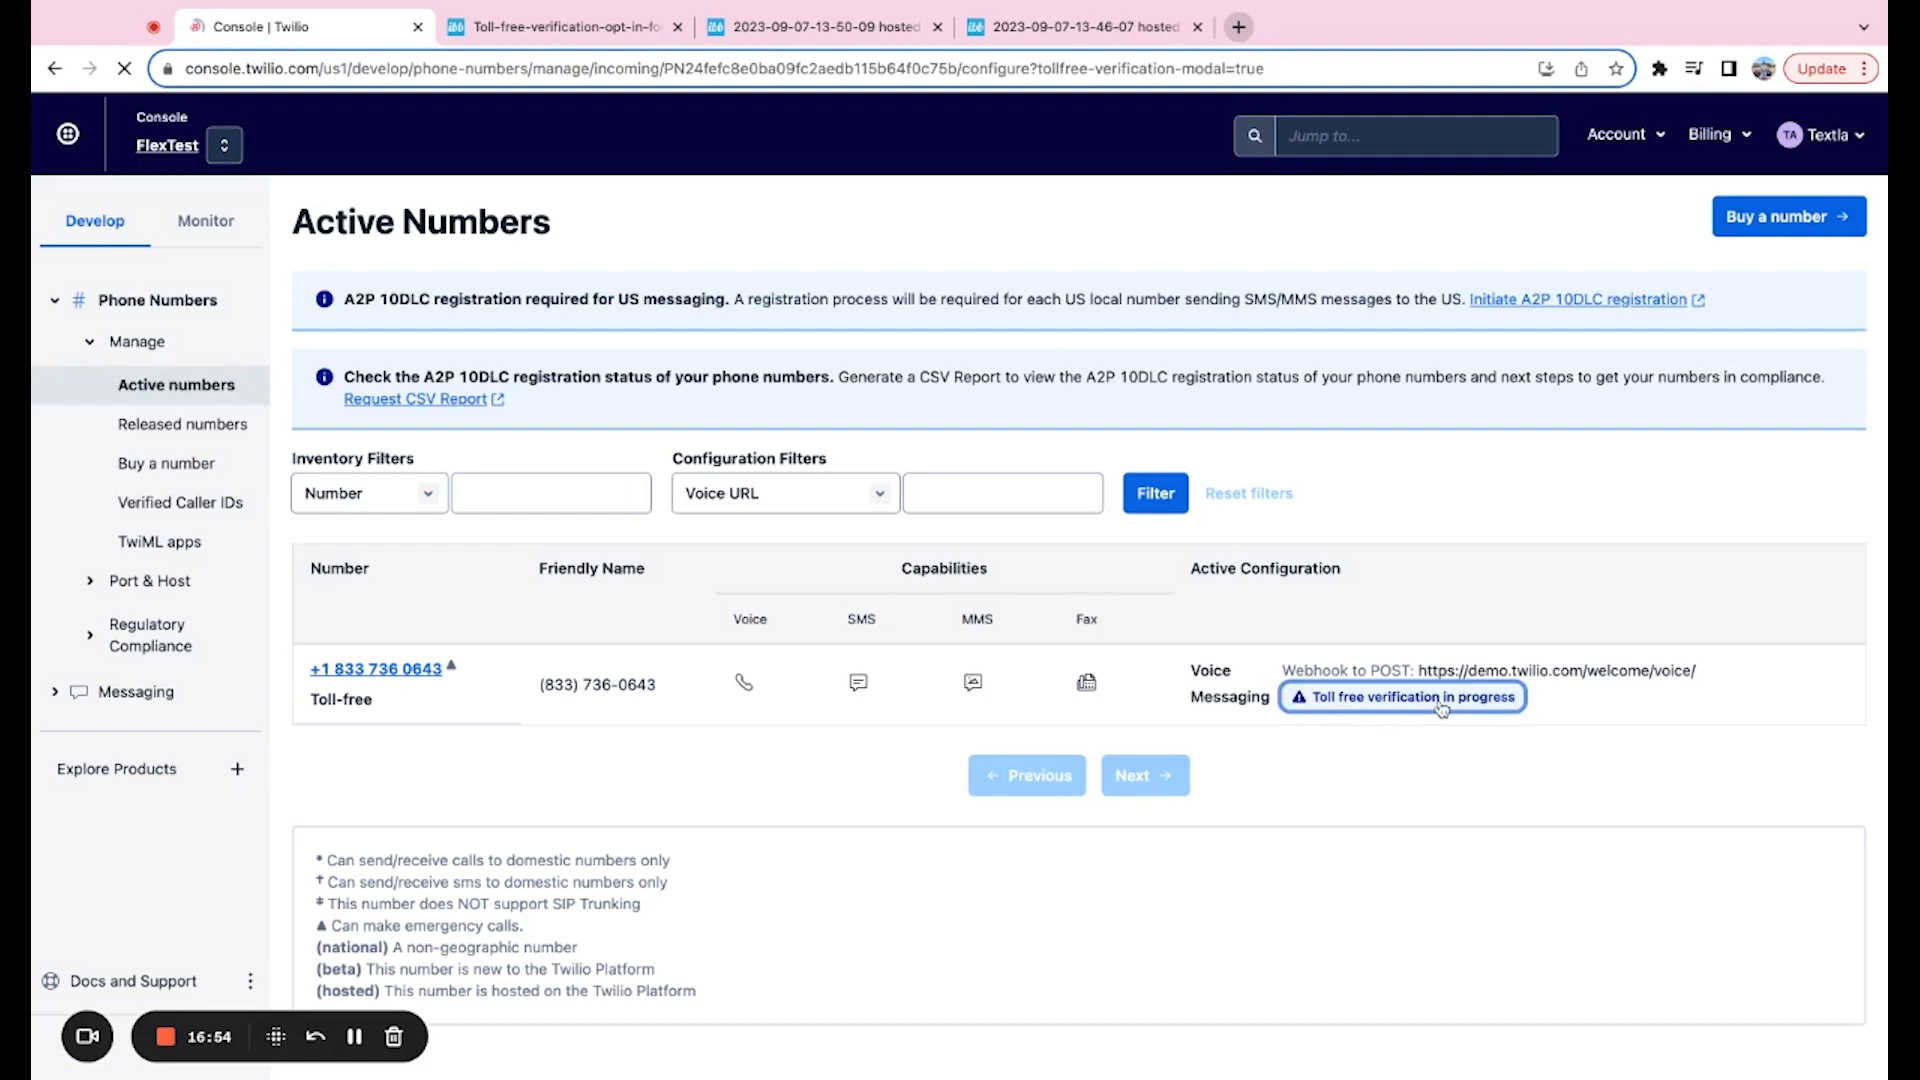 Console | Twilio
Toll-free-verification-opt-in-fo
2023-09-07-13-50-09 hosted
2023-09-07-13-46-07 hosted
console.twilio.com/us1/develop/phone-numbers/manage/incoming/PN24fefc8e0ba09fc2aedb115b64f0c75b/configure?tollfree-verification-modal=true
Update
Console
FlexTest
Jump to...
Account
Billing
TA
Textla
Develop
Monitor
Active Numbers
Buy a number →
# Phone Numbers
Manage
Active numbers
Released numbers
Buy a number
Verified Caller IDs
TwiML apps
Port & Host
Regulatory
Compliance
Messaging
Explore Products +
Docs and Support
A2P 10DLC registration required for US messaging. A registration process will be required for each US local number sending SMS/MMS messages to the US. Initiate A2P 10DLC registration
Check the A2P 10DLC registration status of your phone numbers. Generate a CSV Report to view the A2P 10DLC registration status of your phone numbers and next steps to get your numbers in compliance.
Request CSV Report
Inventory Filters
Configuration Filters
Number
Voice URL
Filter
Reset filters
Number
Friendly Name
Capabilities
Active Configuration
Voice
SMS
MMS
Fax
+1 833 736 0643 ▲
Toll-free
(833) 736-0643
Voice Webhook to POST: https://demo.twilio.com/welcome/voice/
Messaging Toll free verification in progress
← Previous
Next →
* Can send/receive calls to domestic numbers only
† Can send/receive sms to domestic numbers only
‡ This number does NOT support SIP Trunking
▲ Can make emergency calls.
(national) A non-geographic number
(beta) This number is new to the Twilio Platform
(hosted) This number is hosted on the Twilio Platform
16:54